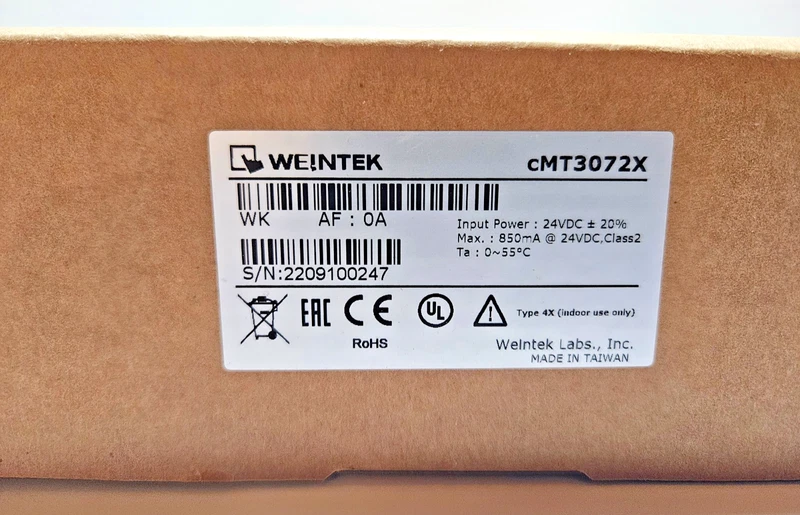 WEINTEK
cMT3072X
WK AF : 0A
Input Power : 24VDC ± 20%
Max. : 850mA @ 24VDC,Class2
Ta : 0~55°C
S/N:2209100247
EAC CE UL
Type 4X (indoor use only)
RoHS
Weintek Labs., Inc.
MADE IN TAIWAN